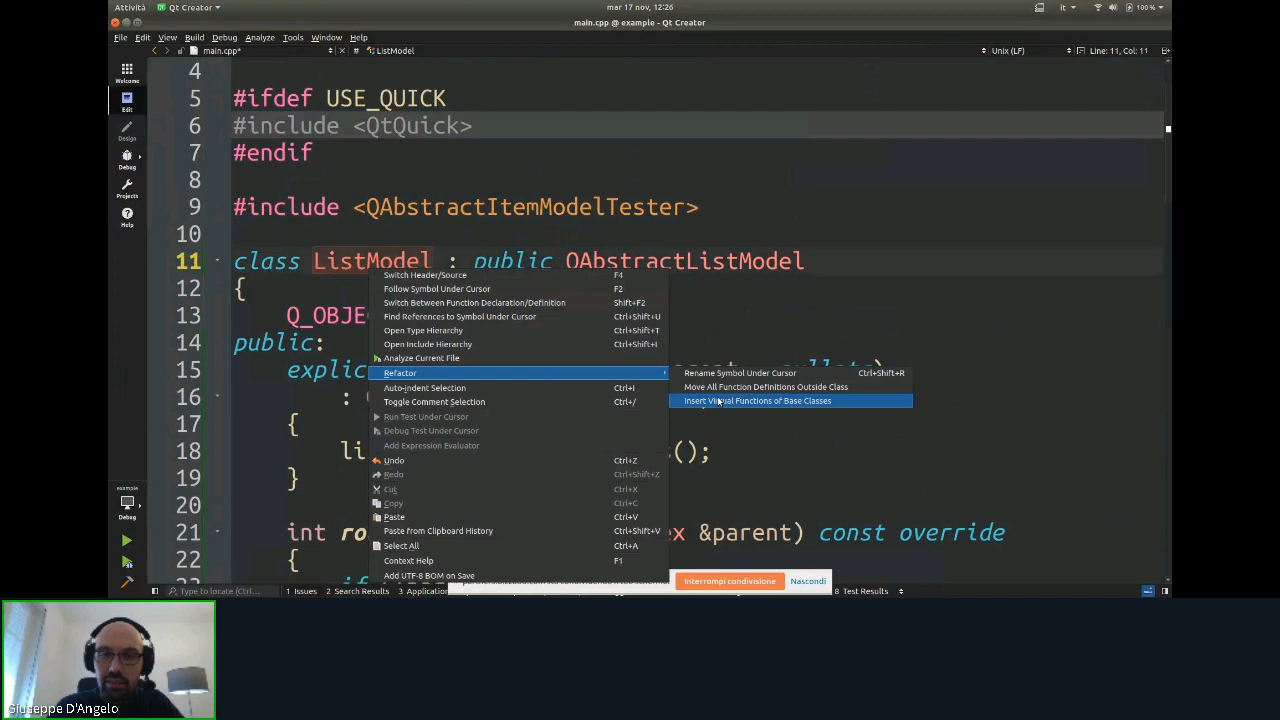 Attività
Qt Creator
mar 17 nov, 12:26
it
100 %
main.cpp @ example - Qt Creator
File Edit View Build Debug Analyze Tools Window Help
main.cpp*
# ListModel
Unix (LF)
Line: 11, Col: 11
Welcome
Edit
Design
Debug
Projects
Help
example
Debug
4
5 #ifdef USE_QUICK
6 #include <QtQuick>
7 #endif
8
9 #include <QAbstractItemModelTester>
10
11 class ListModel : public QAbstractListModel
12 {
13 Q_OBJE
14 public:
15 explic
16 :
17 {
18 li ();
19 }
20
21 int ro x &parent) const override
22 {
Switch Header/Source F4
Follow Symbol Under Cursor F2
Switch Between Function Declaration/Definition Shift+F2
Find References to Symbol Under Cursor Ctrl+Shift+U
Open Type Hierarchy Ctrl+Shift+T
Open Include Hierarchy Ctrl+Shift+I
Analyze Current File
Refactor
Auto-Indent Selection Ctrl+I
Toggle Comment Selection Ctrl+/
Run Test Under Cursor
Debug Test Under Cursor
Add Expression Evaluator
Undo Ctrl+Z
Redo Ctrl+Shift+Z
Cut Ctrl+X
Copy Ctrl+C
Paste Ctrl+V
Paste from Clipboard History Ctrl+Shift+V
Select All Ctrl+A
Context Help F1
Add UTF-8 BOM on Save
Rename Symbol Under Cursor Ctrl+Shift+R
Move All Function Definitions Outside Class
Insert Virtual Functions of Base Classes
Interrompi condivisione
Nascondi
Type to locate (Ctrl...
1 Issues
2 Search Results
3 Application
8 Test Results
Giuseppe D'Angelo